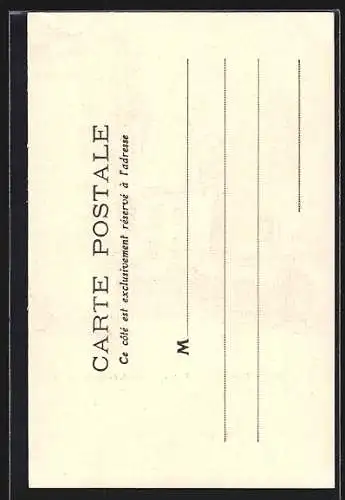 CARTE POSTALE
Ce côté est exclusivement réservé à l'adresse
M